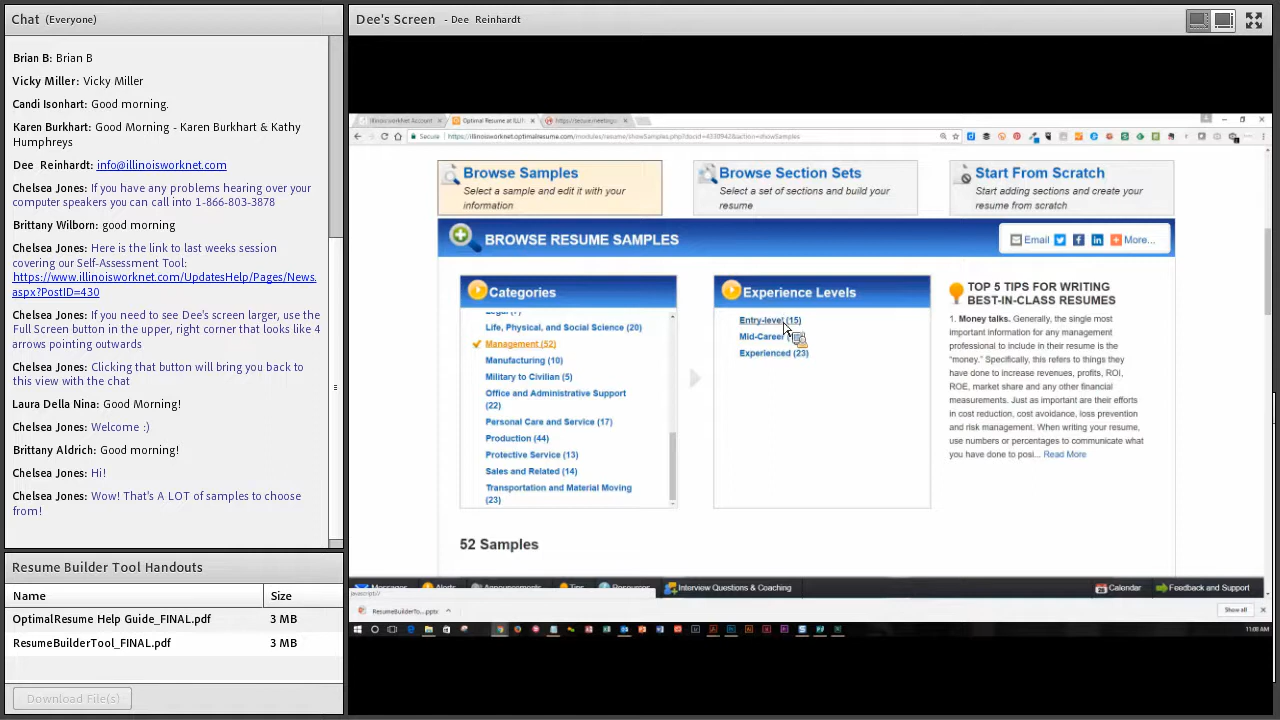 Chat (Everyone)
Brian B: Brian B
Vicky Miller: Vicky Miller
Candi Isonhart: Good morning.
Karen Burkhart: Good Morning - Karen Burkhart & Kathy
Humphreys
Dee Reinhardt: info@illinoisworknet.com
Chelsea Jones: If you have any problems hearing over your
computer speakers you can call into 1-866-803-3878
Brittany Wilborn: good morning
Chelsea Jones: Here is the link to last weeks session
covering our Self-Assessment Tool:
https://www.illinoisworknet.com/UpdatesHelp/Pages/News.
aspx?PostID=430
Chelsea Jones: If you need to see Dee's screen larger, use the
Full Screen button in the upper, right corner that looks like 4
arrows pointing outwards
Chelsea Jones: Clicking that button will bring you back to
this view with the chat
Laura Della Nina: Good Morning!
Chelsea Jones: Welcome :)
Brittany Aldrich: Good morning!
Chelsea Jones: Hi!
Chelsea Jones: Wow! That's A LOT of samples to choose
from!
Resume Builder Tool Handouts
Name Size
OptimalResume Help Guide_FINAL.pdf 3 MB
ResumeBuilderTool_FINAL.pdf 3 MB
Download File(s)
Dee's Screen - Dee Reinhardt
Secure
Browse Samples
Select a sample and edit it with your
information
Browse Section Sets
Select a set of sections and build your
resume
Start From Scratch
Start adding sections and create your
resume from scratch
BROWSE RESUME SAMPLES
Email More...
Categories
Life, Physical, and Social Science (20)
Management (52)
Manufacturing (10)
Military to Civilian (5)
Office and Administrative Support
(22)
Personal Care and Service (17)
Production (44)
Protective Service (13)
Sales and Related (14)
Transportation and Material Moving
(23)
Experience Levels
Entry-level (15)
Mid-Career
Experienced (23)
TOP 5 TIPS FOR WRITING
BEST-IN-CLASS RESUMES
1. Money talks. Generally, the single most
important information for any management
professional to include in their resume is the
"money." Specifically, this refers to things they
have done to increase revenues, profits, ROI,
ROE, market share and any other financial
measurements. Just as important are their efforts
in cost reduction, cost avoidance, loss prevention
and risk management. When writing your resume,
use numbers or percentages to communicate what
you have done to posi... Read More
52 Samples
Messages Alerts Announcements Tips Resources Interview Questions & Coaching Calendar Feedback and Support
ResumeBuilderTo....pptx Show all
11:08 AM